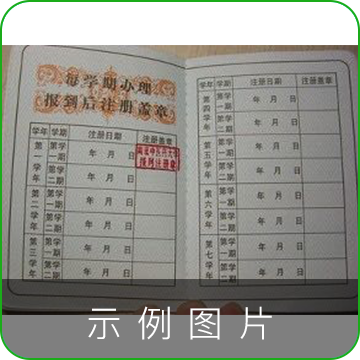 每学期办理
报到后注册盖章
学年 学期 注册日期 注册盖章
第一学年 第一学期 年 月 日
第二学期 年 月 日
第二学年 第一学期 年 月 日
第二学期 年 月 日
第三学年 第一学期 年 月 日
第二学期 年 月 日
学年 学期 注册日期 注册盖章
第四学年 第一学期 年 月 日
第二学期 年 月 日
第五学年 第一学期 年 月 日
第二学期 年 月 日
第六学年 第一学期 年 月 日
第二学期 年 月 日
第七学年 第一学期 年 月 日
第二学期 年 月 日
示例图片